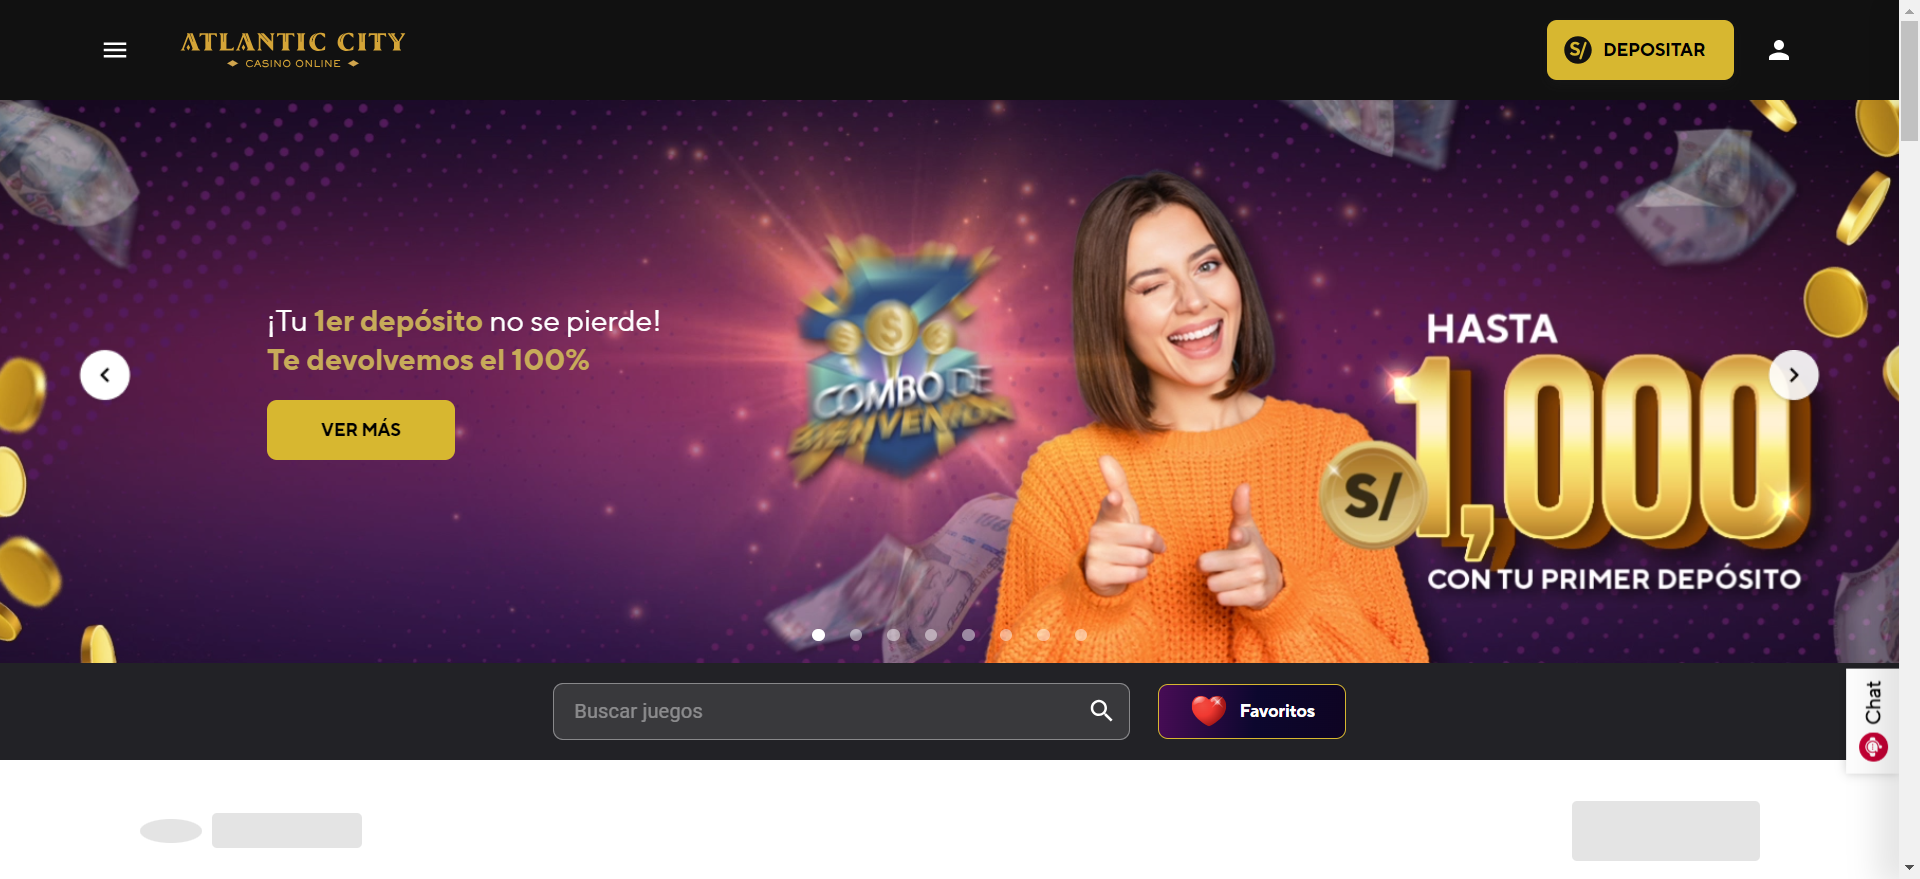 ATLANTIC CITY
CASINO ONLINE
S/ DEPOSITAR
¡Tu 1er depósito no se pierde!
Te devolvemos el 100%
VER MÁS
COMBO DE
BIENVENIDA
HASTA
S/ 1,000
CON TU PRIMER DEPÓSITO
Buscar juegos
Favoritos
Chat